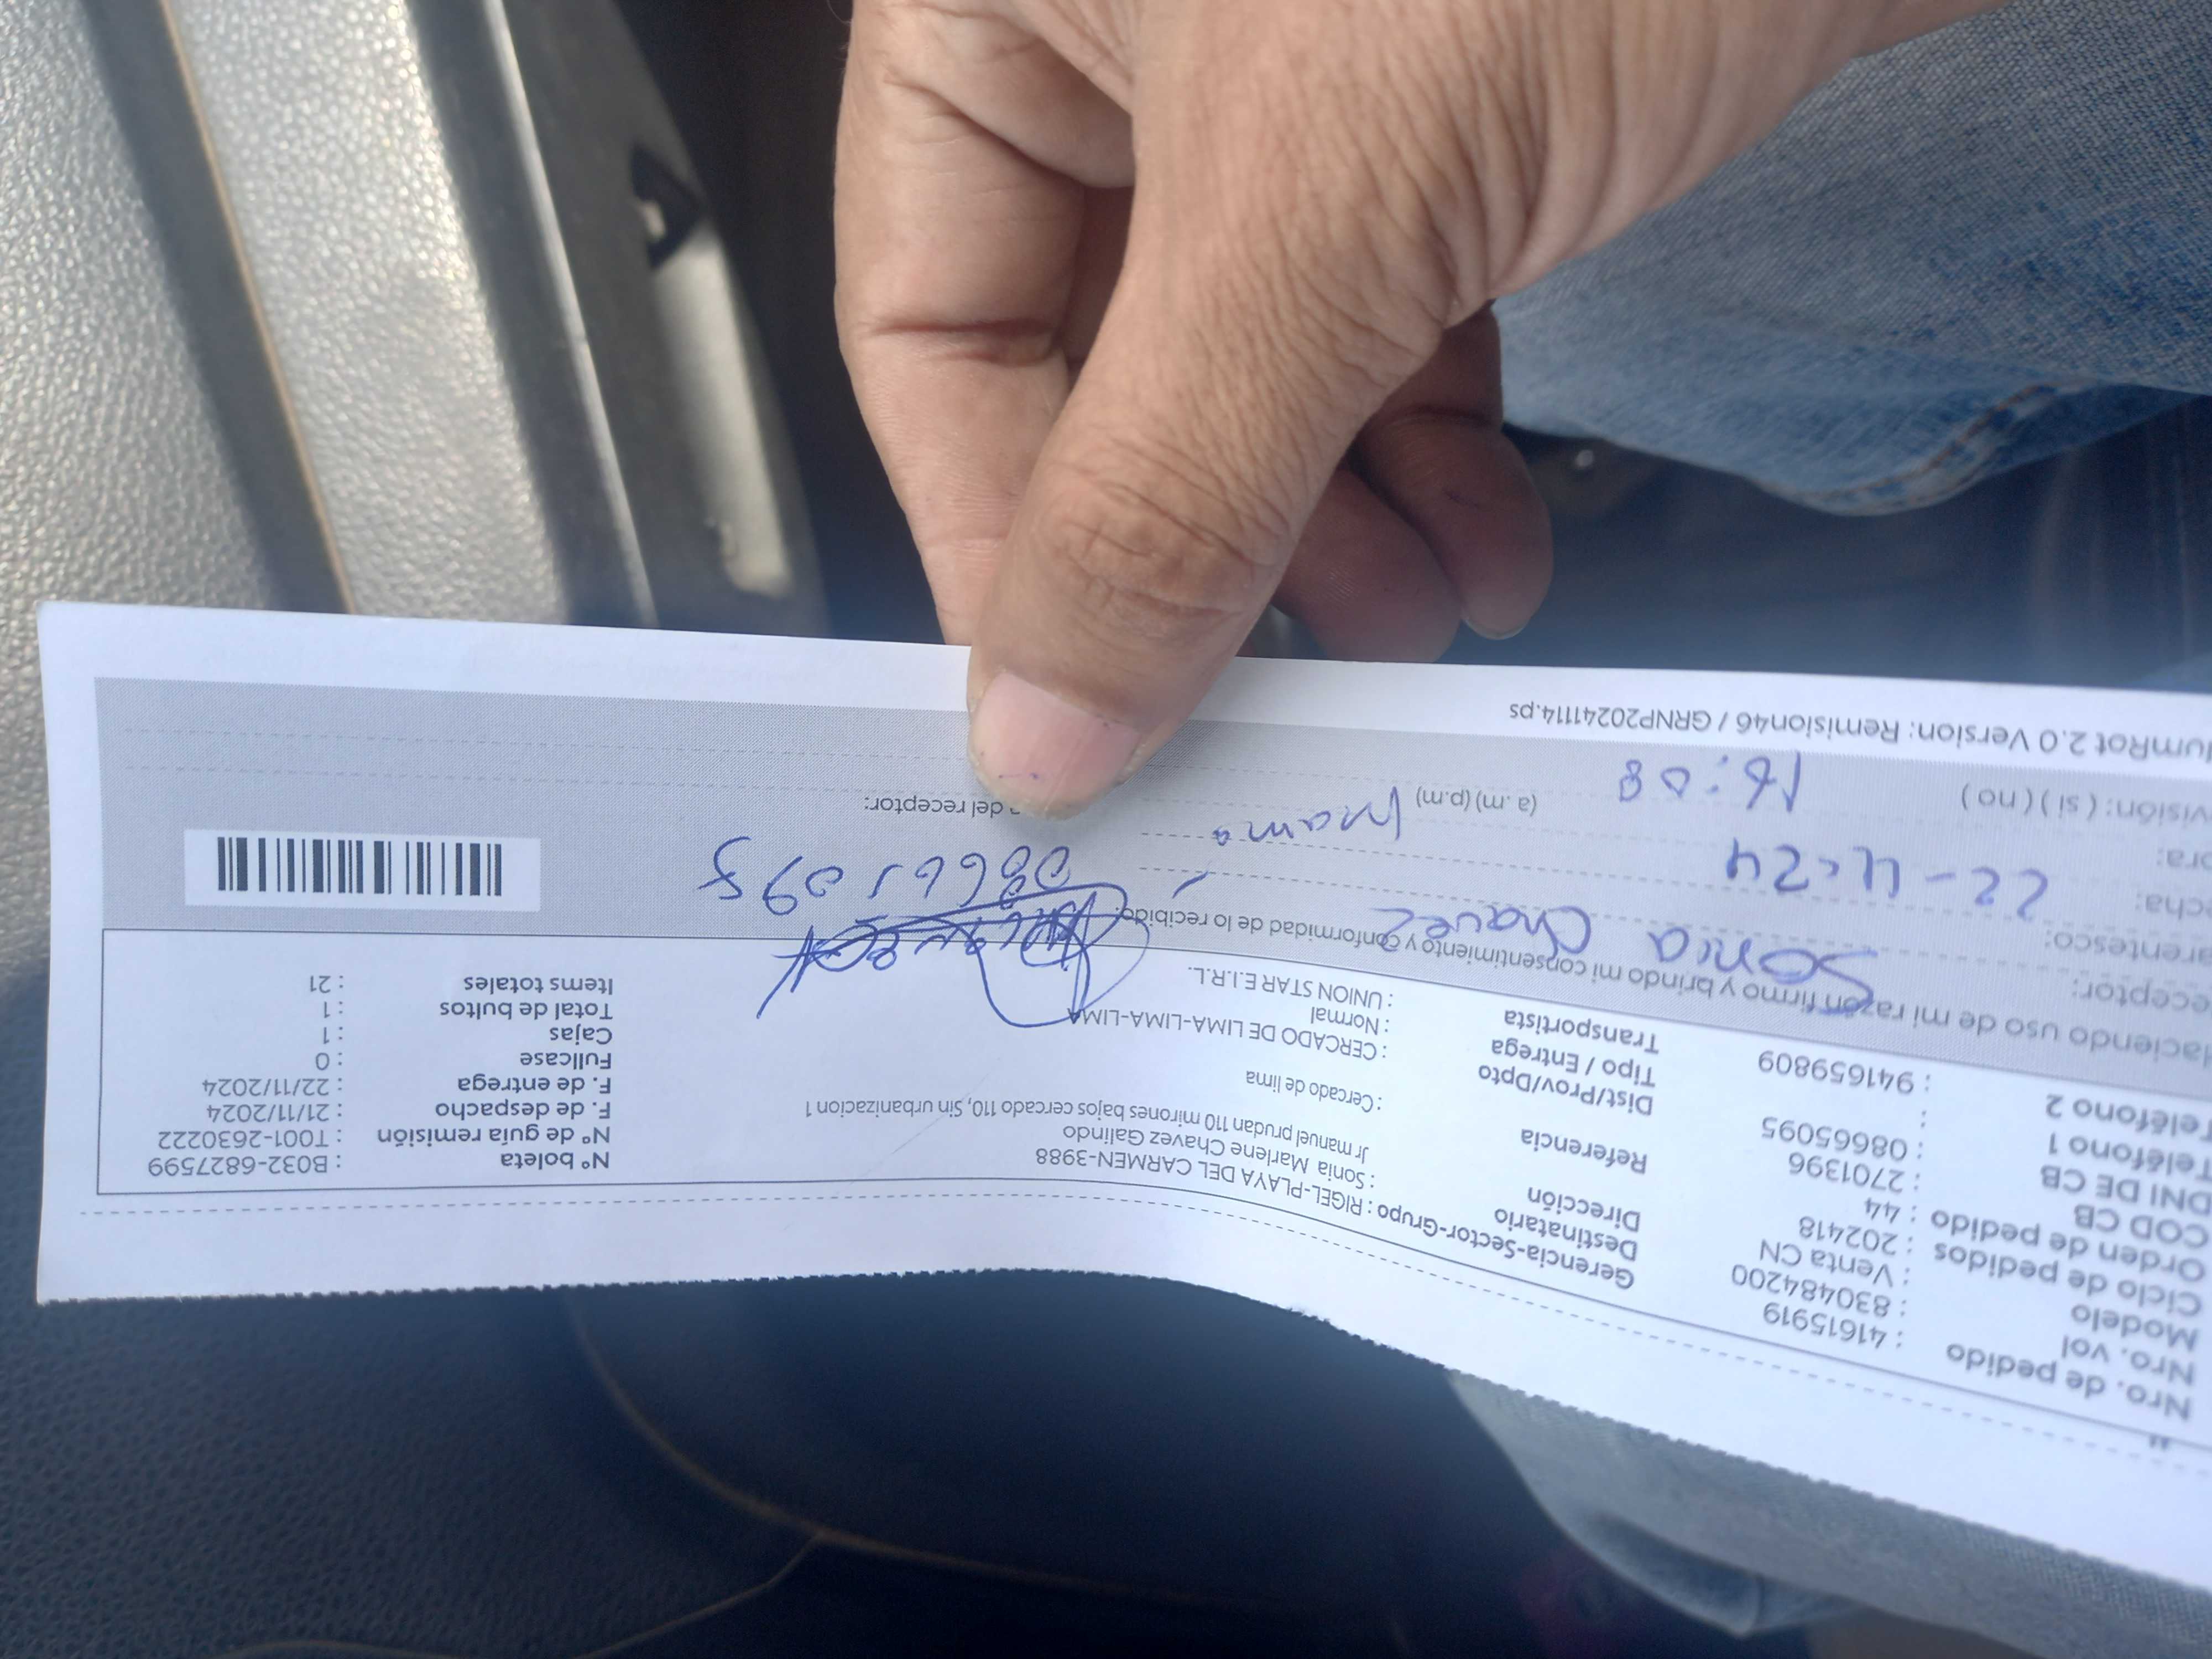 Nro. de pedido : 41615919
Nro. vol : 830484200
Modelo : Venta CN
Ciclo de pedidos : 202418
Orden de pedido : 44
COD CB : 2701396
DNI DE CB : 08665095
Teléfono 1 :
Teléfono 2 : 941659809
Gerencia-Sector-Grupo : RIGEL-PLAYA DEL CARMEN-3988
Destinatario : Sonia Marlene Chavez Galindo
Dirección Jr manuel prudan 110 mirones bajos cercado 110, Sin urbanizacion 1
Referencia : Cercado de lima
Dist/Prov/Dpto : CERCADO DE LIMA-LIMA-LIMA
Tipo / Entrega : Normal
Transportista : UNION STAR E.I.R.L.
Nº boleta : B032-6827599
Nº de guía remisión : T001-2630222
F. de despacho : 21/11/2024
F. de entrega : 22/11/2024
Fullcase : 0
Cajas : 1
Total de bultos : 1
Items totales : 21
Haciendo uso de mi razón firmo y brindo mi consentimiento y conformidad de lo recibido.
eceptor: Sonia Chavez
arentesco:
echa: 22-11-24
ora: 16:08 (a.m) (p.m)
visión: ( si ) ( no )
08665095
del receptor:
umRot 2.0 Version: Remision46 / GRNP20241114.ps